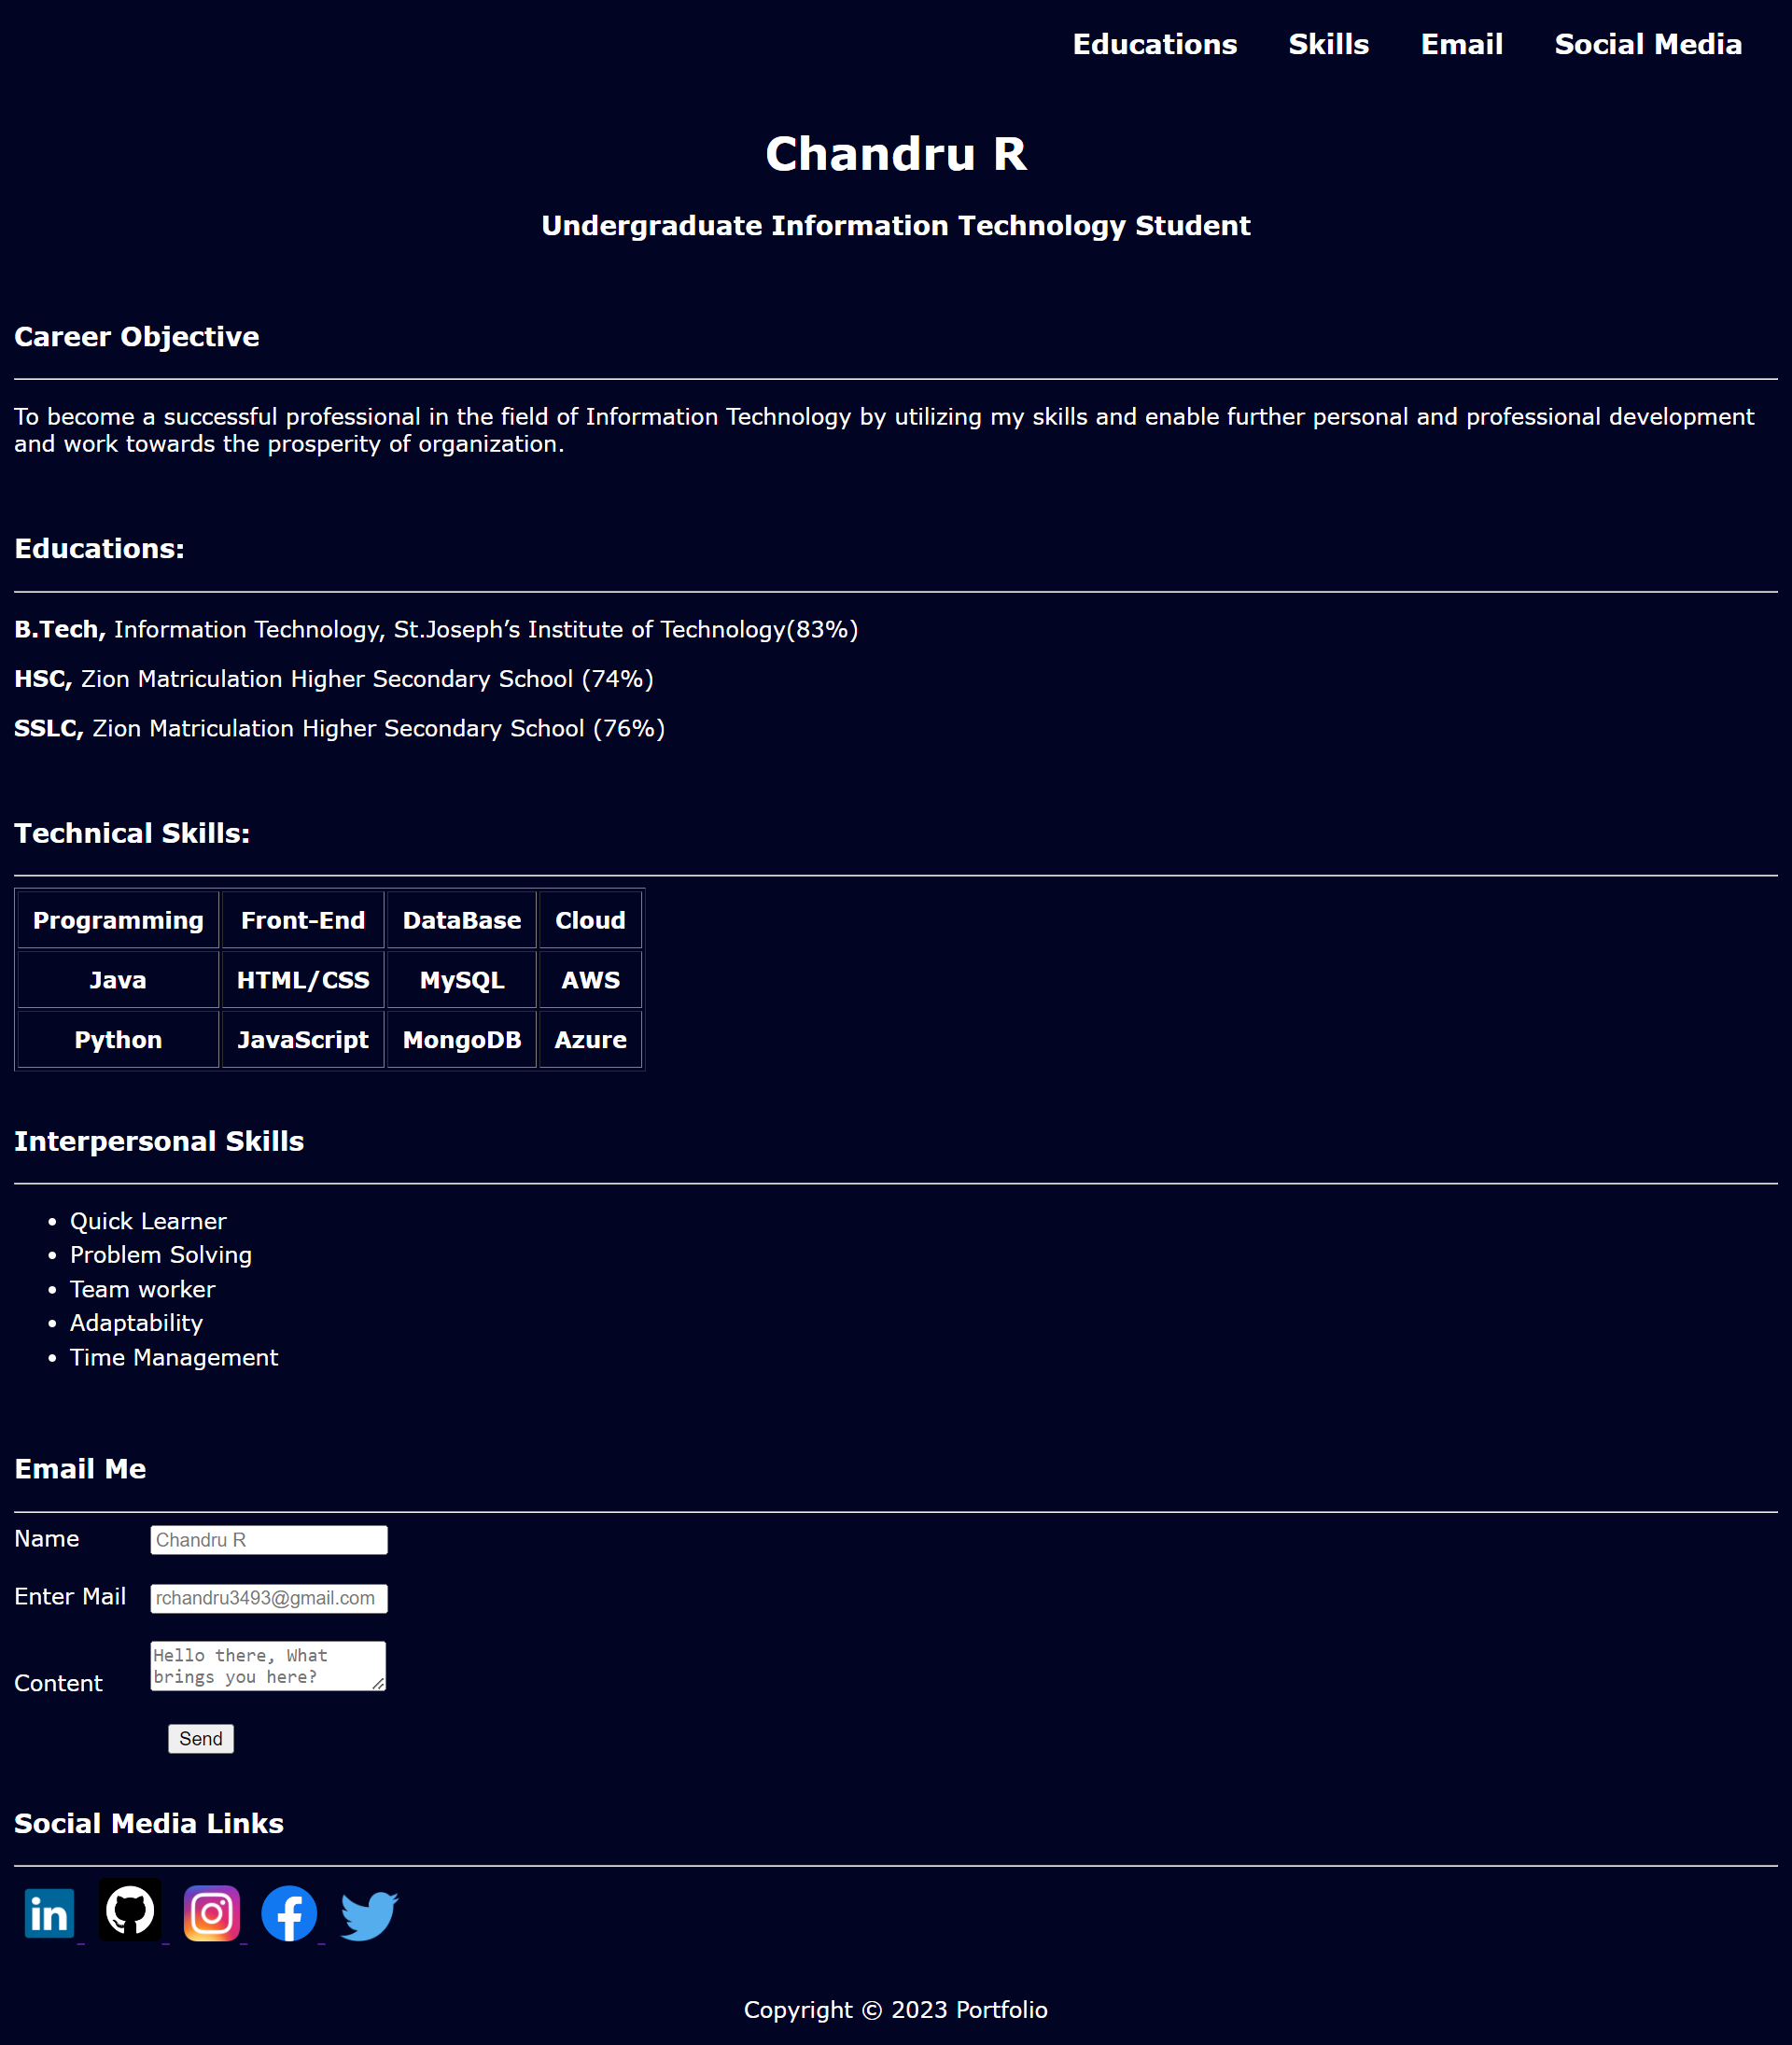 Educations Skills Email Social Media
Chandru R
Undergraduate Information Technology Student
Career Objective
To become a successful professional in the field of Information Technology by utilizing my skills and enable further personal and professional development
and work towards the prosperity of organization.
Educations:
B.Tech, Information Technology, St.Joseph’s Institute of Technology(83%)
HSC, Zion Matriculation Higher Secondary School (74%)
SSLC, Zion Matriculation Higher Secondary School (76%)
Technical Skills:
Programming Front-End DataBase Cloud
Java HTML/CSS MySQL AWS
Python JavaScript MongoDB Azure
Interpersonal Skills
• Quick Learner
• Problem Solving
• Team worker
• Adaptability
• Time Management
Email Me
Name Chandru R
Enter Mail rchandru3493@gmail.com
Content Hello there, What
brings you here?
Send
Social Media Links
in
Copyright © 2023 Portfolio